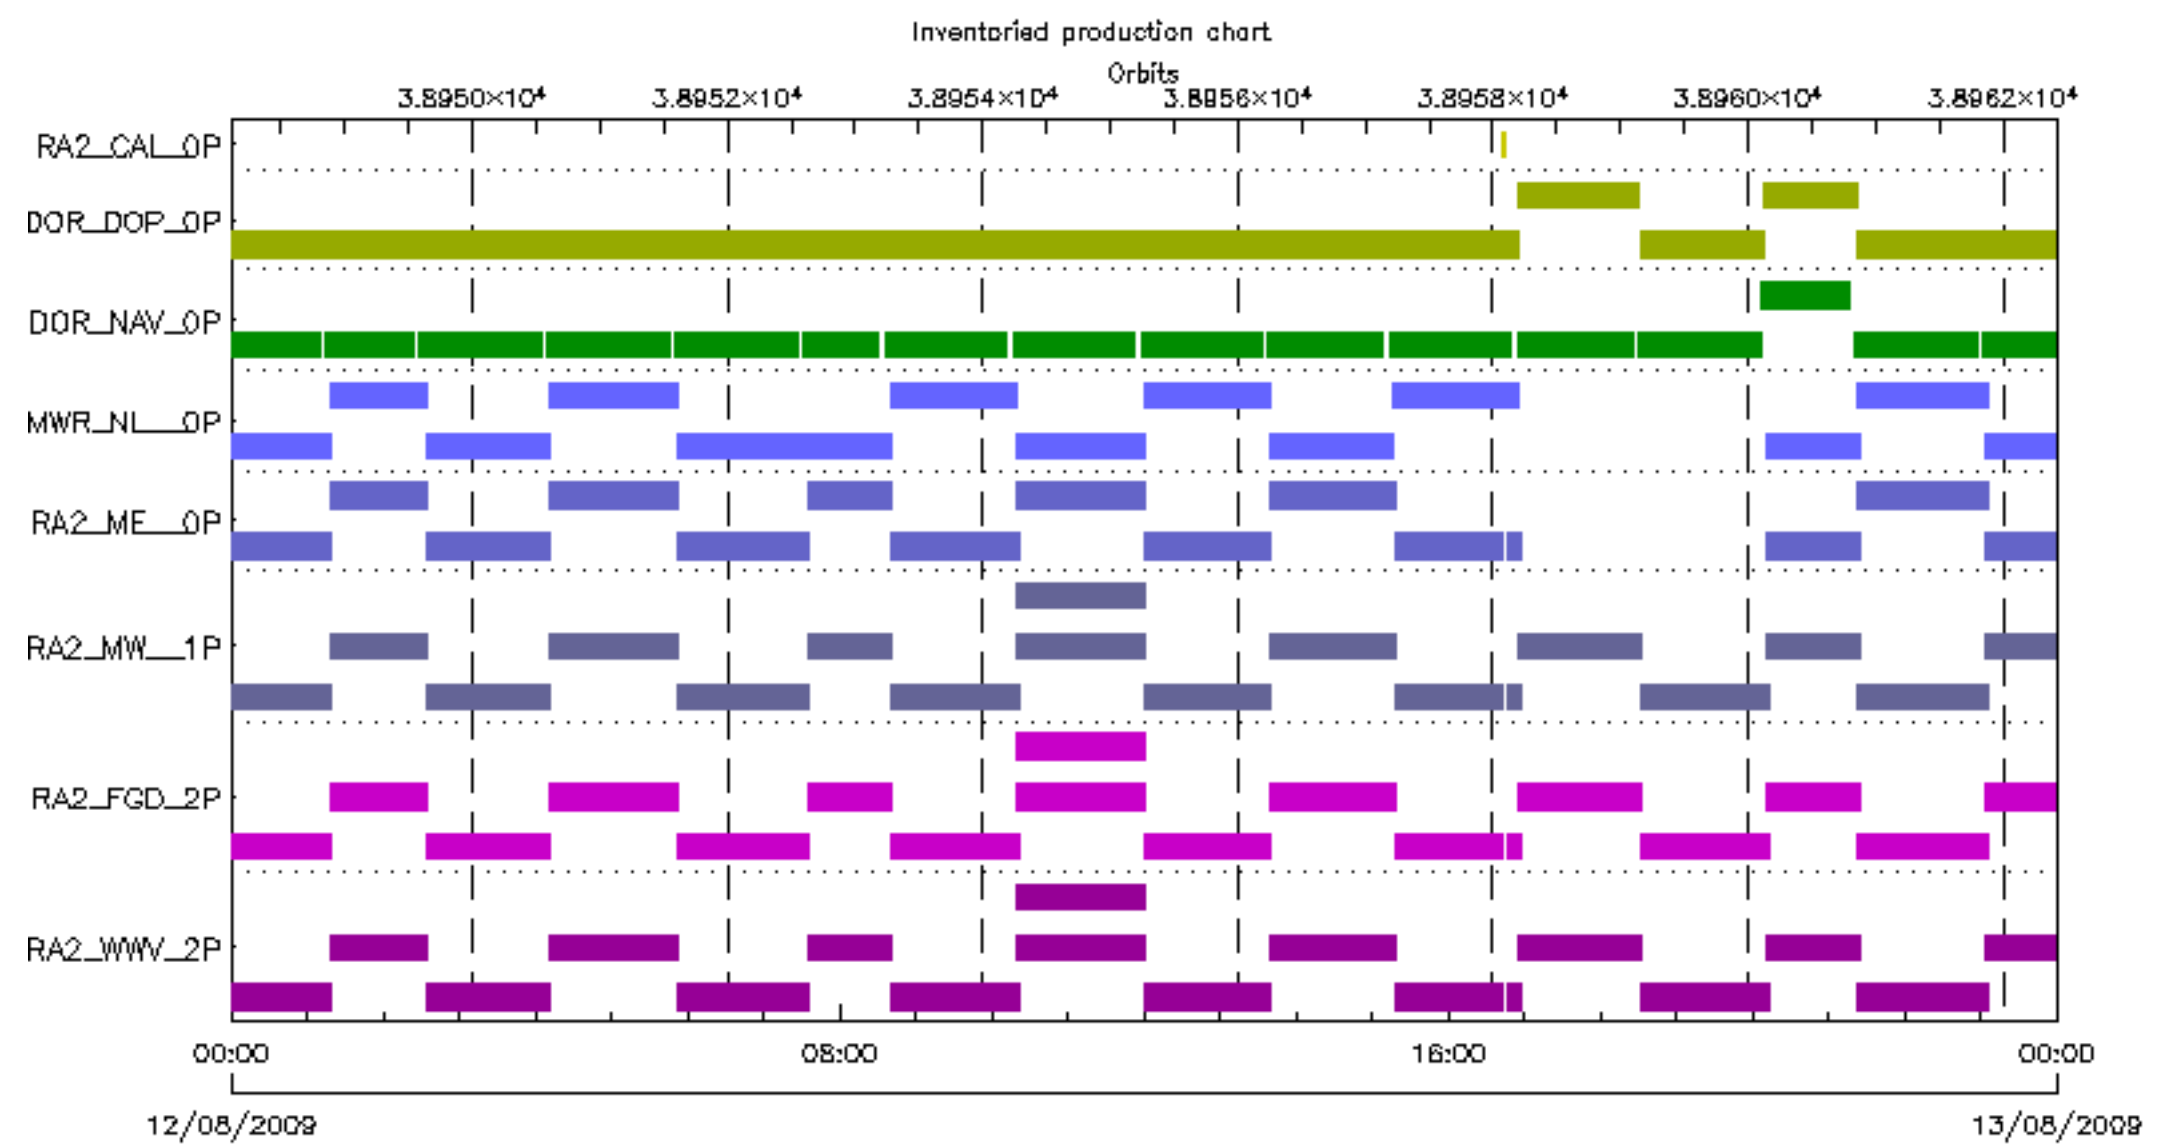 Inventoried production chart
Orbits
3.8950×10⁴ 3.8952×10⁴ 3.8954×10⁴ 3.8956×10⁴ 3.8958×10⁴ 3.8960×10⁴ 3.8962×10⁴
RA2_CAL_0P
DOR_DOP_0P
DOR_NAV_0P
MWR_NL__0P
RA2_ME__0P
RA2_MW__1P
RA2_FGD_2P
RA2_WWV_2P
00:00 08:00 16:00 00:00
12/08/2009 13/08/2009